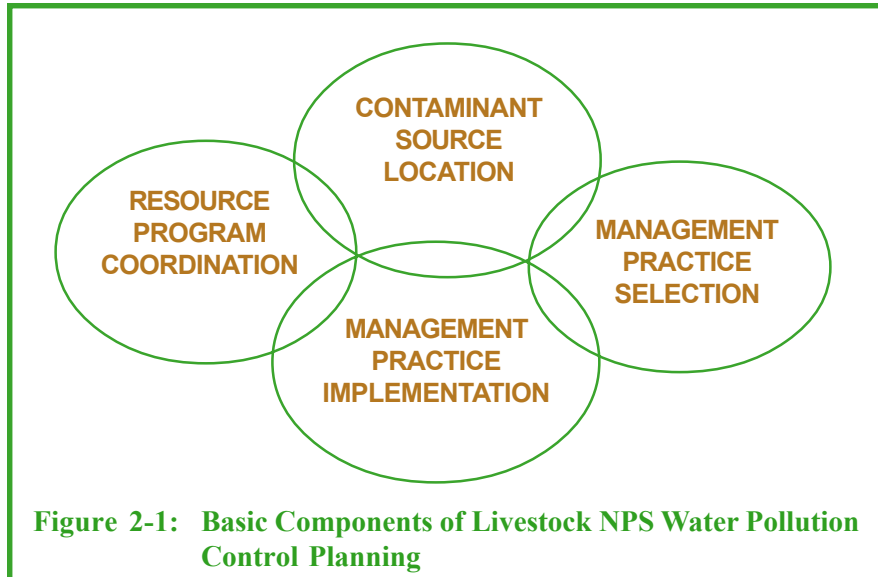 CONTAMINANT
SOURCE
LOCATION
RESOURCE
PROGRAM
COORDINATION
MANAGEMENT
PRACTICE
SELECTION
MANAGEMENT
PRACTICE
IMPLEMENTATION
Figure 2-1: Basic Components of Livestock NPS Water Pollution
Control Planning